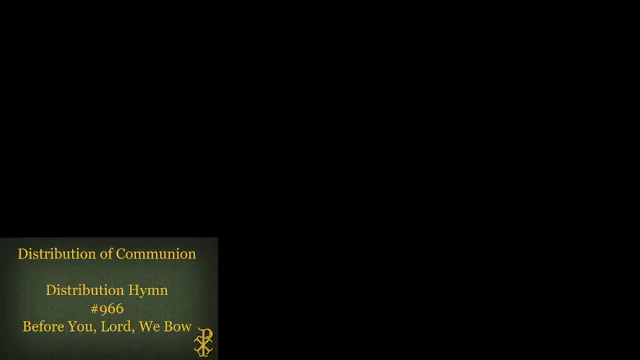 Distribution of Communion
Distribution Hymn
#966
Before You, Lord, We Bow